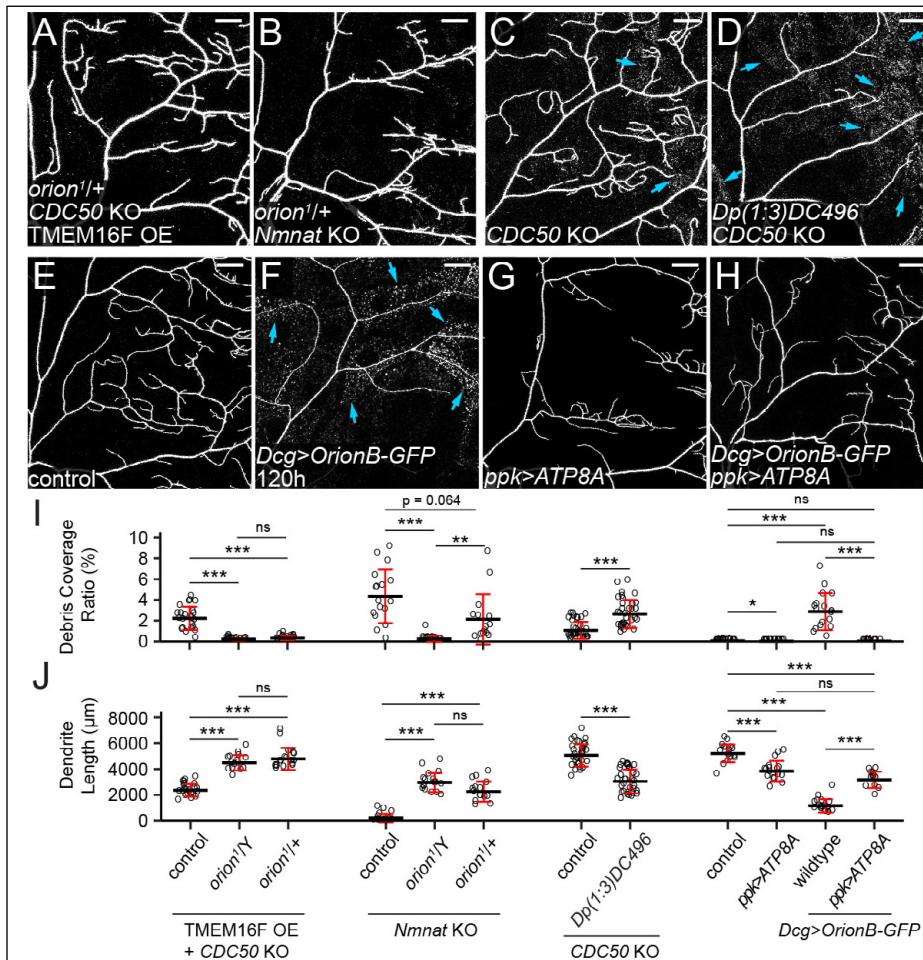 A
orion¹/+
CDC50 KO
TMEM16F OE
B
orion¹/+
Nmnat KO
C
CDC50 KO
D
Dp(1:3)DC496
CDC50 KO
E
control
F
Dcg>OrionB-GFP
120h
G
ppk>ATP8A
H
Dcg>OrionB-GFP
ppk>ATP8A
I
Debris Coverage
Ratio (%)
10
8
6
4
2
0
ns
***
***
p = 0.064
***
**
***
ns
***
ns
***
*
J
Dendrite
Length (μm)
8000
6000
4000
2000
0
ns
***
***
***
***
ns
***
***
***
ns
***
***
control
orion¹/Y
orion¹/+
control
orion¹/Y
orion¹/+
control
Dp(1:3)DC496
control
ppk>ATP8A
wildtype
ppk>ATP8A
TMEM16F OE
+ CDC50 KO
Nmnat KO
CDC50 KO
Dcg>OrionB-GFP